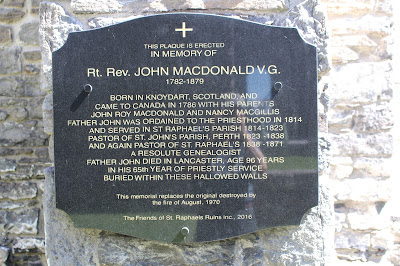 THIS PLAQUE IS ERECTED
IN MEMORY OF
Rt. Rev. JOHN MACDONALD V.G.
1782-1879
BORN IN KNOYDART, SCOTLAND, AND
CAME TO CANADA IN 1786 WITH HIS PARENTS
JOHN ROY MACDONALD AND NANCY MACGILLIS
FATHER JOHN WAS ORDAINED TO THE PRIESTHOOD IN 1814
AND SERVED IN ST RAPHAEL'S PARISH 1814-1823
PASTOR OF ST. JOHN'S PARISH, PERTH 1823-1838
AND AGAIN PASTOR OF ST. RAPHAEL'S 1838-1871
A RESOLUTE GENEALOGIST
FATHER JOHN DIED IN LANCASTER, AGE 96 YEARS
IN HIS 65th YEAR OF PRIESTLY SERVICE
BURIED WITHIN THESE HALLOWED WALLS
This memorial replaces the original destroyed by
the fire of August, 1970
The Friends of St. Raphaels Ruins Inc., 2016